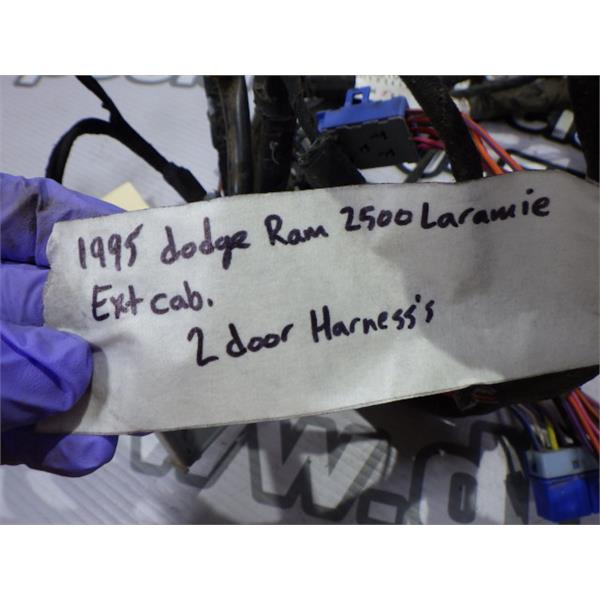 1995 dodge Ram 2500 Laramie
Ext cab.
2 door Harness's